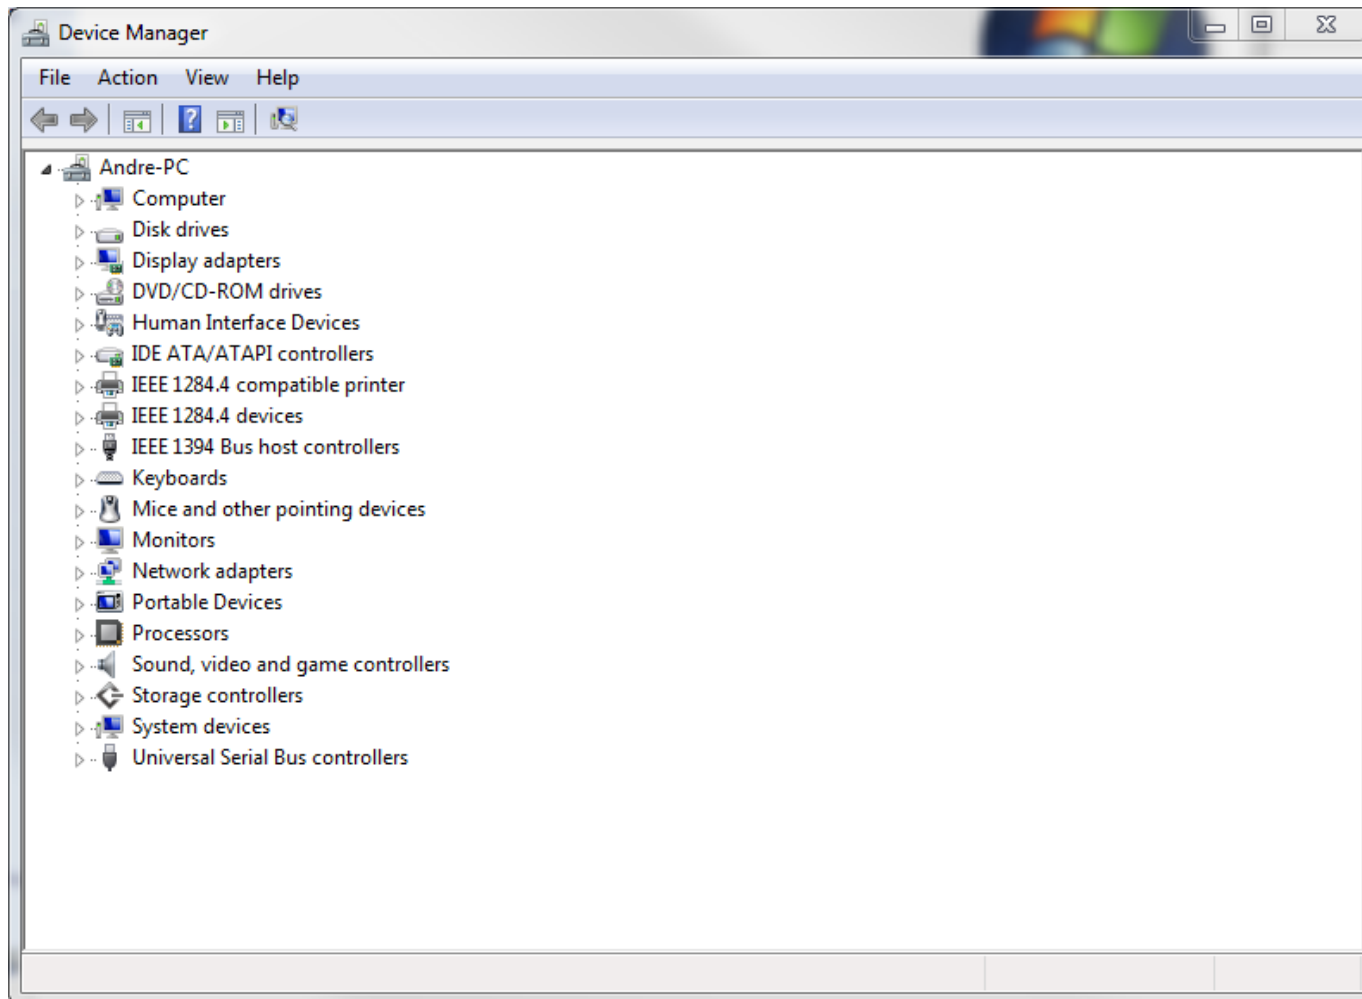 Device Manager
File Action View Help
Andre-PC
Computer
Disk drives
Display adapters
DVD/CD-ROM drives
Human Interface Devices
IDE ATA/ATAPI controllers
IEEE 1284.4 compatible printer
IEEE 1284.4 devices
IEEE 1394 Bus host controllers
Keyboards
Mice and other pointing devices
Monitors
Network adapters
Portable Devices
Processors
Sound, video and game controllers
Storage controllers
System devices
Universal Serial Bus controllers